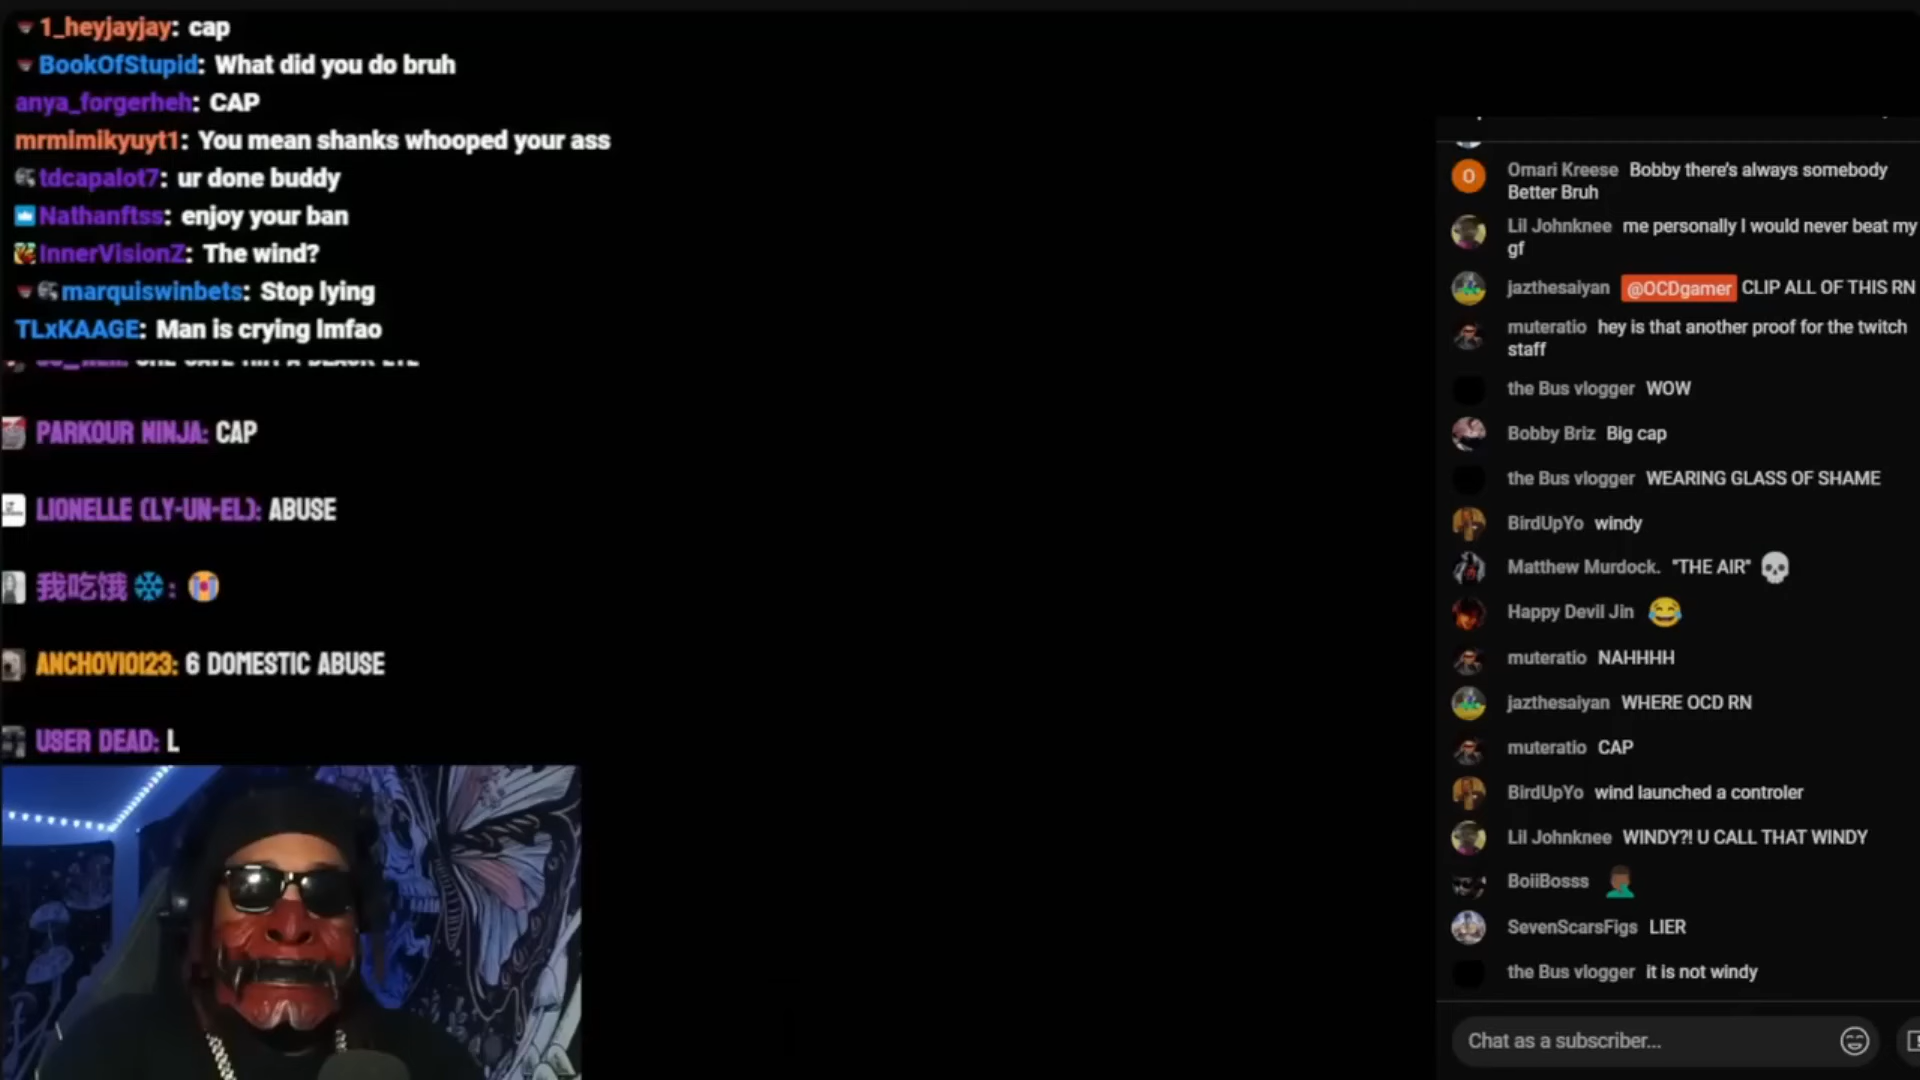 1_heyjayjay: cap
BookOfStupid: What did you do bruh
anya_forgerheh: CAP
mrmimikyuyt1: You mean shanks whooped your ass
tdcapalot7: ur done buddy
Nathanftss: enjoy your ban
InnerVisionZ: The wind?
marquiswinbets: Stop lying
TLxKAAGE: Man is crying lmfao
PARKOUR NINJA: CAP
LIONELLE (LY-UN-EL): ABUSE
我吃饿❄️: 😭
ANCHOVIO123: 6 DOMESTIC ABUSE
USER DEAD: L
Omari Kreese Bobby there's always somebody
Better Bruh
Lil Johnknee me personally I would never beat my
gf
jazthesaiyan @OCDgamer CLIP ALL OF THIS RN
muteratio hey is that another proof for the twitch
staff
the Bus vlogger WOW
Bobby Briz Big cap
the Bus vlogger WEARING GLASS OF SHAME
BirdUpYo windy
Matthew Murdock. "THE AIR" 💀
Happy Devil Jin 😂
muteratio NAHHHH
jazthesaiyan WHERE OCD RN
muteratio CAP
BirdUpYo wind launched a controler
Lil Johnknee WINDY?! U CALL THAT WINDY
BoiiBosss 🤦🏾‍♂️
SevenScarsFigs LIER
the Bus vlogger it is not windy
Chat as a subscriber...